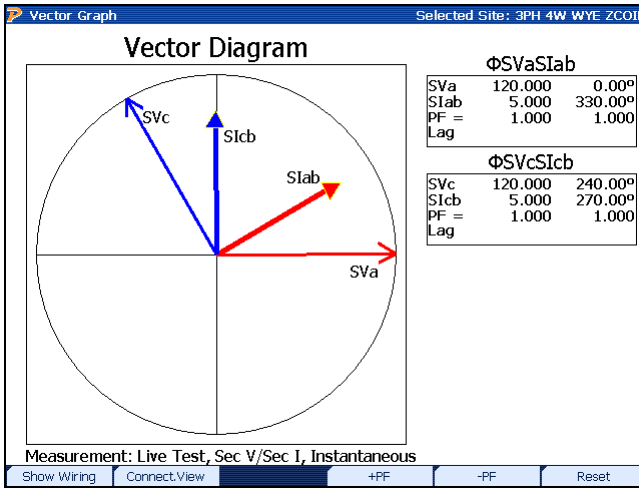 Vector Graph Selected Site: 3PH 4W WYE ZCOI
Vector Diagram
SVc
SIcb
SIab
SVa
ΦSVaSIab
SVa 120.000 0.00º
SIab 5.000 330.00º
PF = 1.000 1.000
Lag
ΦSVcSIcb
SVc 120.000 240.00º
SIcb 5.000 270.00º
PF = 1.000 1.000
Lag
Measurement: Live Test, Sec V/Sec I, Instantaneous
Show Wiring Connect.View +PF -PF Reset